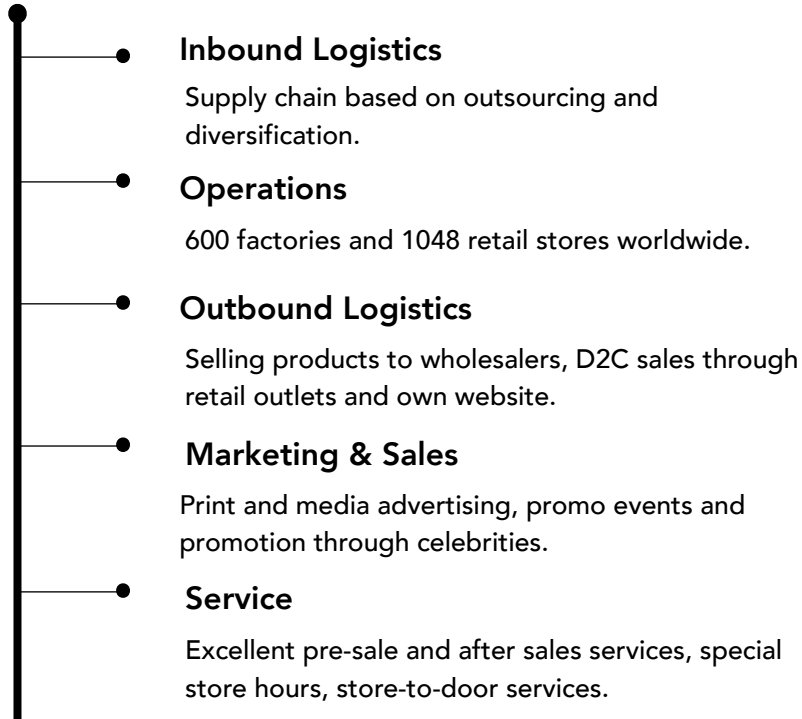 Inbound Logistics
Supply chain based on outsourcing and
diversification.
Operations
600 factories and 1048 retail stores worldwide.
Outbound Logistics
Selling products to wholesalers, D2C sales through
retail outlets and own website.
Marketing & Sales
Print and media advertising, promo events and
promotion through celebrities.
Service
Excellent pre-sale and after sales services, special
store hours, store-to-door services.